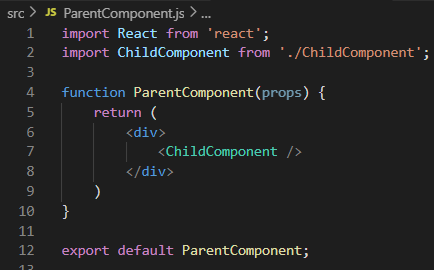 src > JS ParentComponent.js > ...
1 import React from 'react';
2 import ChildComponent from './ChildComponent';
3
4 function ParentComponent(props) {
5     return (
6         <div>
7             <ChildComponent />
8         </div>
9     )
10 }
11
12 export default ParentComponent;
13